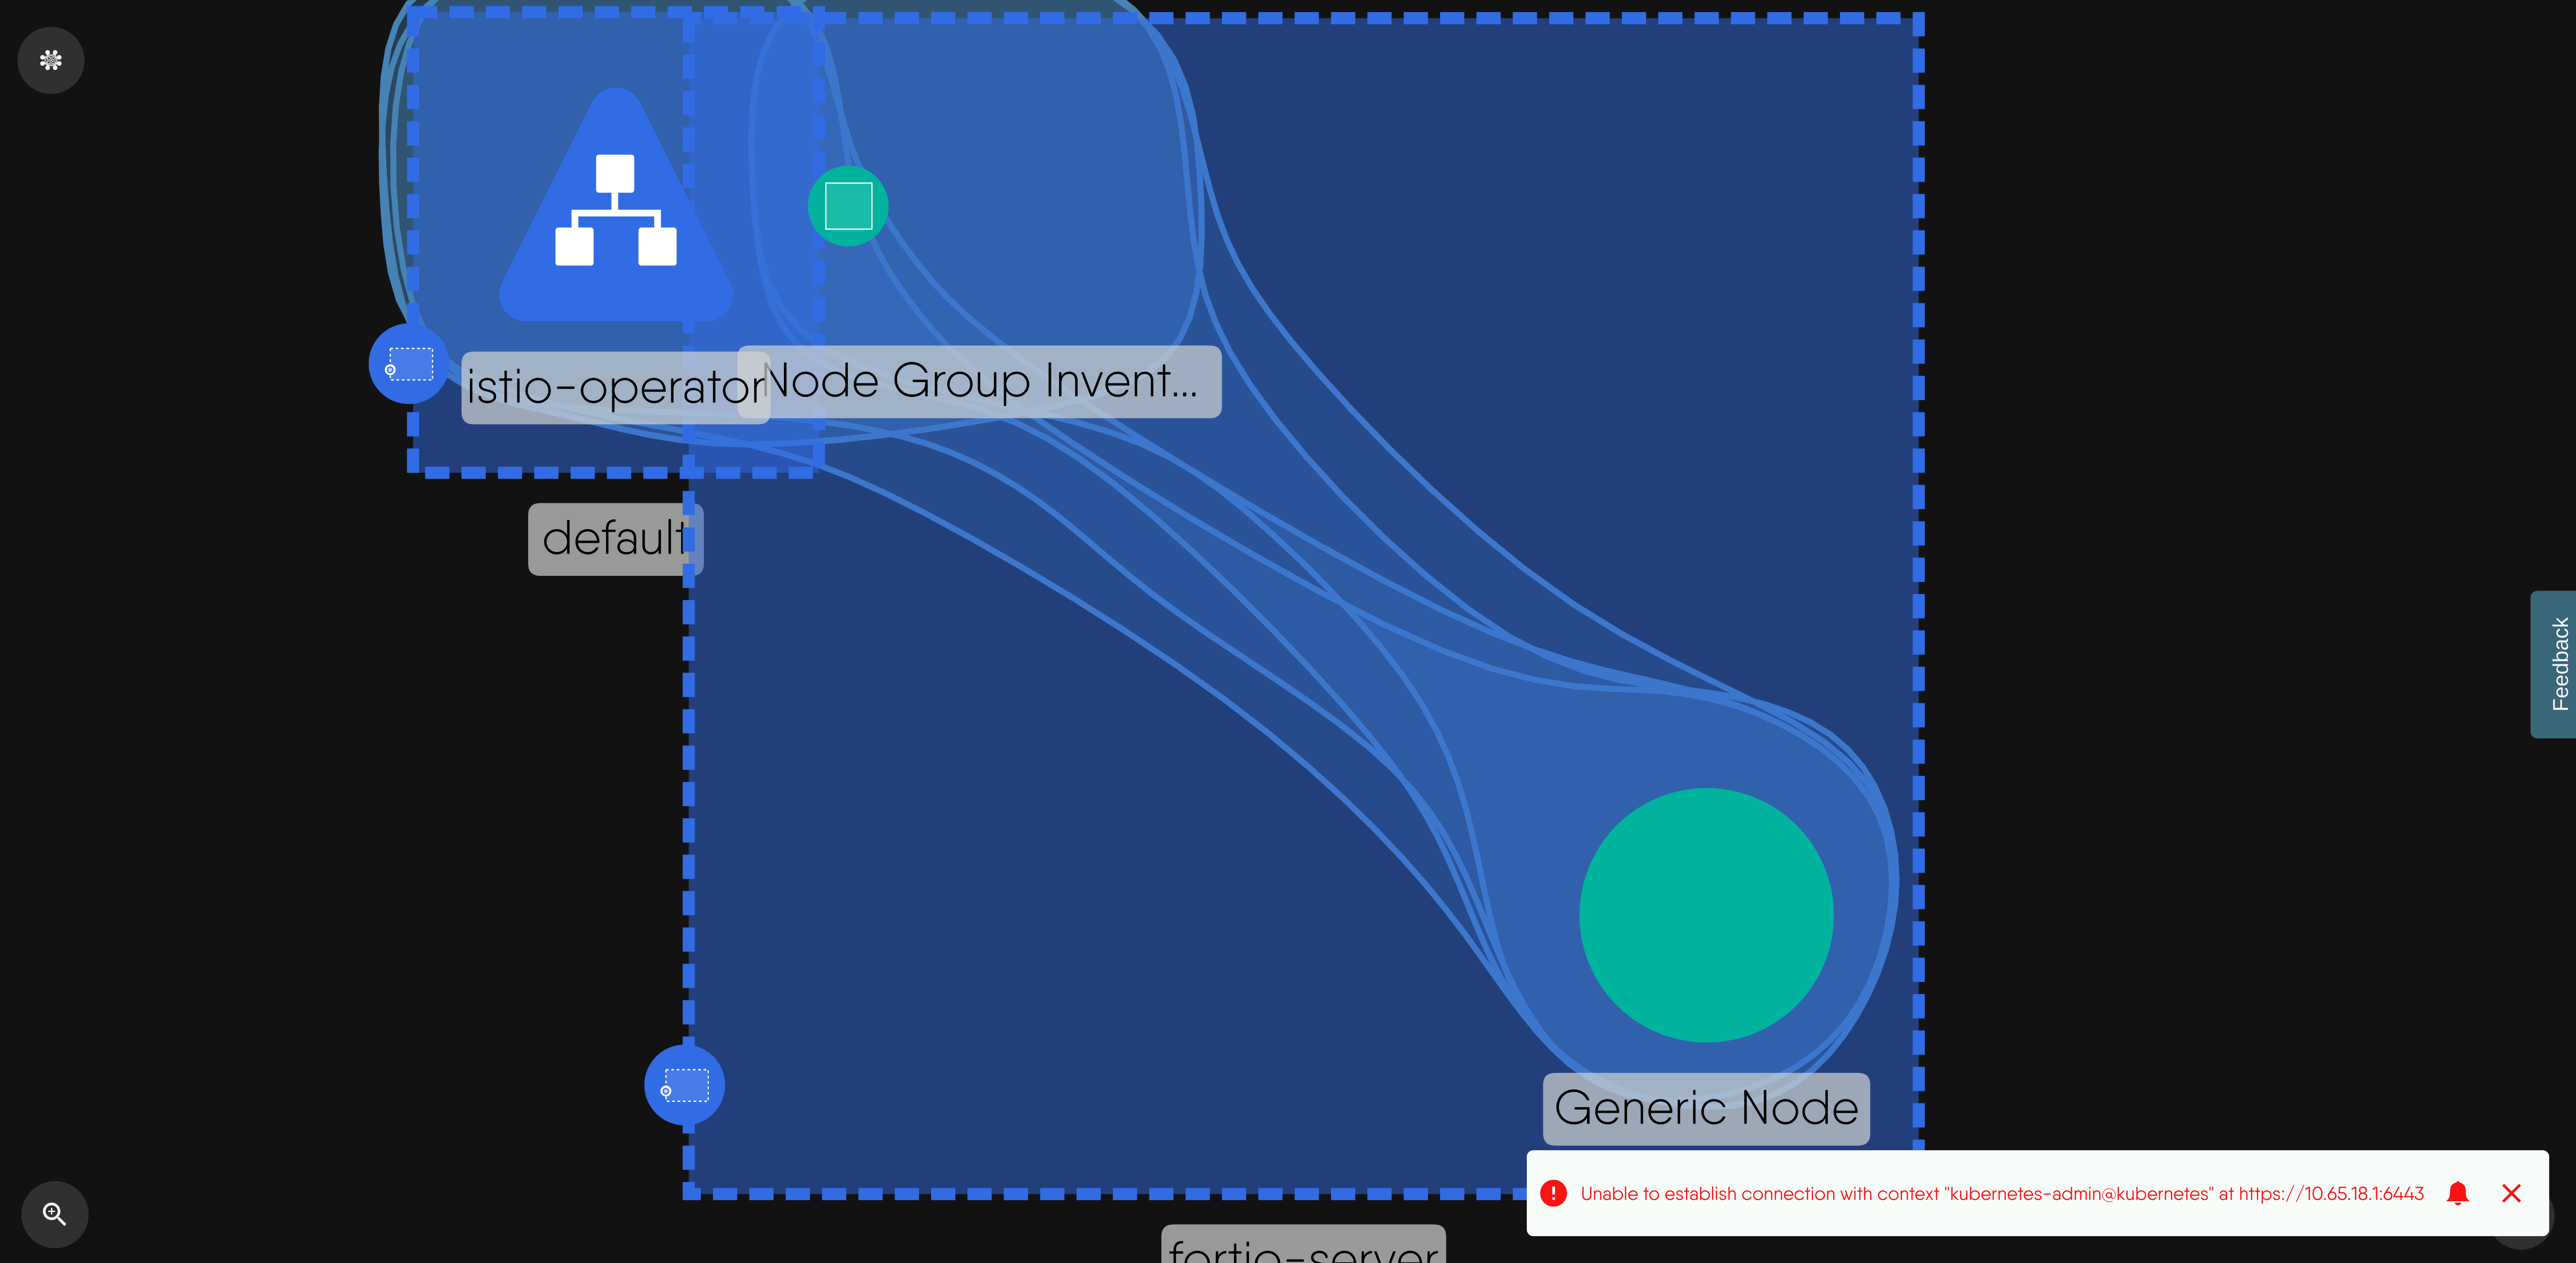 istio-operator
Node Group Invent...
default
Feedback
Generic Node
Unable to establish connection with context "kubernetes-admin@kubernetes" at https://10.65.18.1:6443
fortio-server